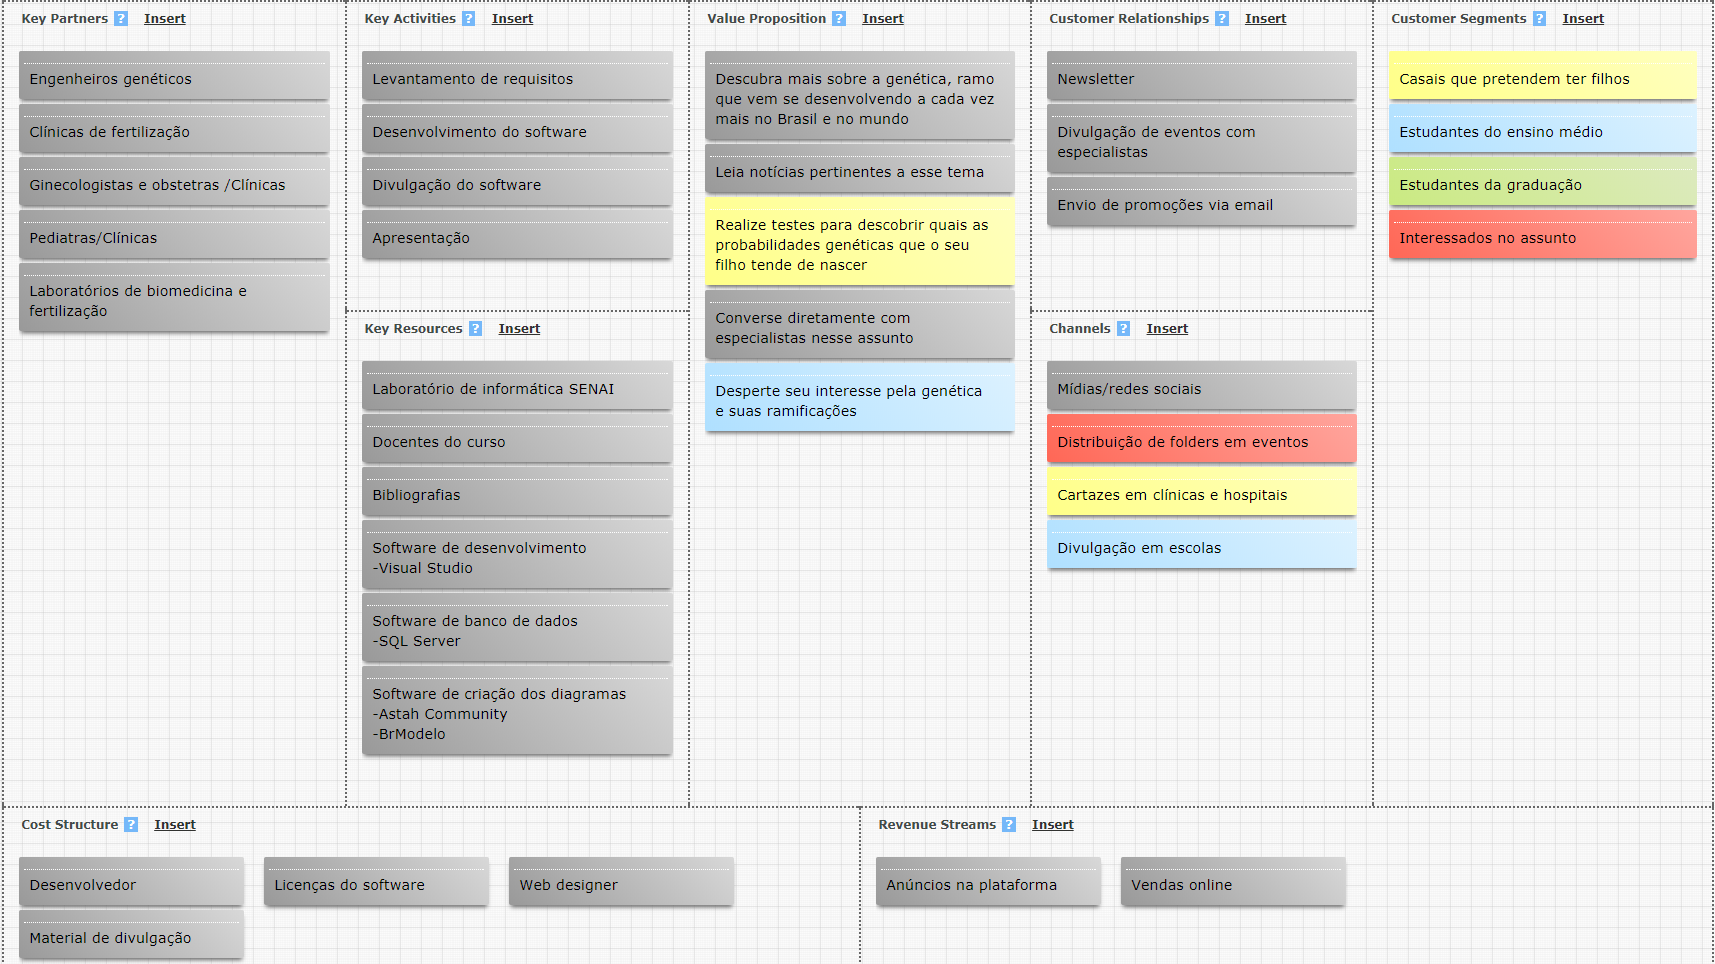 Key Partners ? Insert
Engenheiros genéticos
Clínicas de fertilização
Ginecologistas e obstetras /Clínicas
Pediatras/Clínicas
Laboratórios de biomedicina e
fertilização
Key Activities ? Insert
Levantamento de requisitos
Desenvolvimento do software
Divulgação do software
Apresentação
Key Resources ? Insert
Laboratório de informática SENAI
Docentes do curso
Bibliografias
Software de desenvolvimento
-Visual Studio
Software de banco de dados
-SQL Server
Software de criação dos diagramas
-Astah Community
-BrModelo
Value Proposition ? Insert
Descubra mais sobre a genética, ramo
que vem se desenvolvendo a cada vez
mais no Brasil e no mundo
Leia notícias pertinentes a esse tema
Realize testes para descobrir quais as
probabilidades genéticas que o seu
filho tende de nascer
Converse diretamente com
especialistas nesse assunto
Desperte seu interesse pela genética
e suas ramificações
Customer Relationships ? Insert
Newsletter
Divulgação de eventos com
especialistas
Envio de promoções via email
Channels ? Insert
Mídias/redes sociais
Distribuição de folders em eventos
Cartazes em clínicas e hospitais
Divulgação em escolas
Customer Segments ? Insert
Casais que pretendem ter filhos
Estudantes do ensino médio
Estudantes da graduação
Interessados no assunto
Cost Structure ? Insert
Desenvolvedor
Licenças do software
Web designer
Material de divulgação
Revenue Streams ? Insert
Anúncios na plataforma
Vendas online